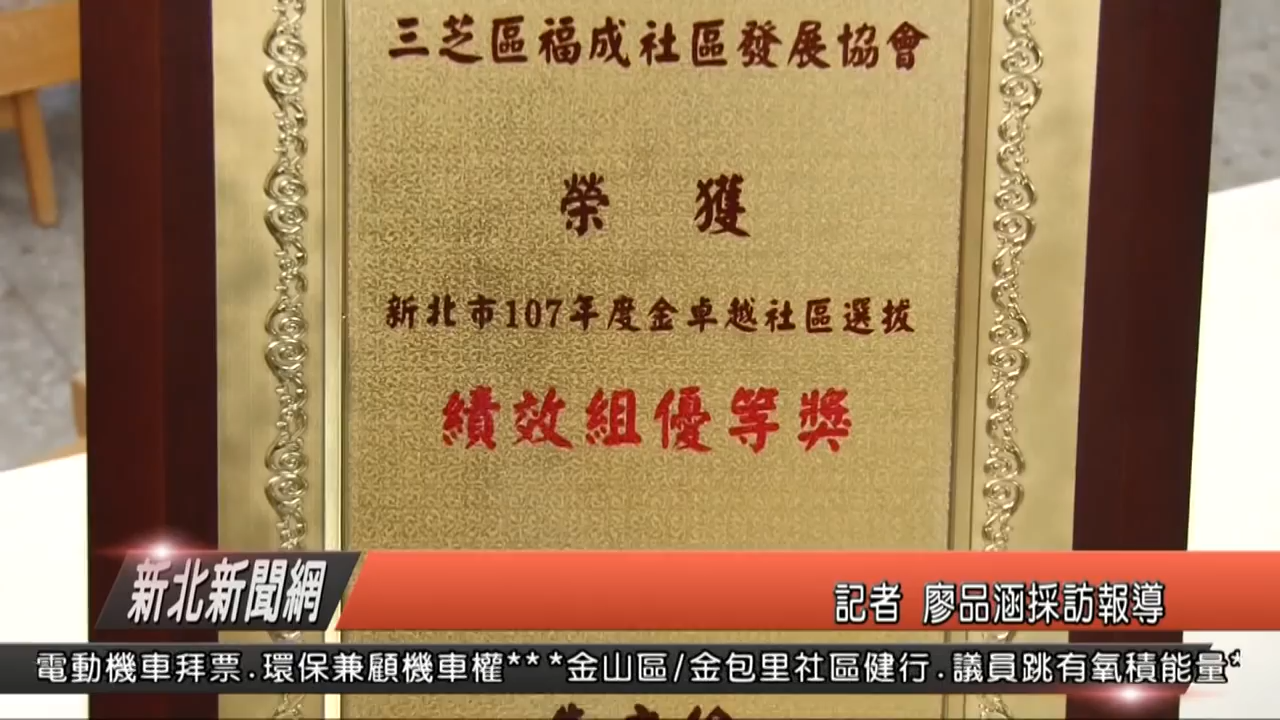 三芝區福成社區發展協會
榮 獲
新北市107年度金卓越社區選拔
績效組優等獎
新北新聞網
記者 廖品涵採訪報導
電動機車拜票.環保兼顧機車權***金山區/金包里社區健行.議員跳有氧積能量*